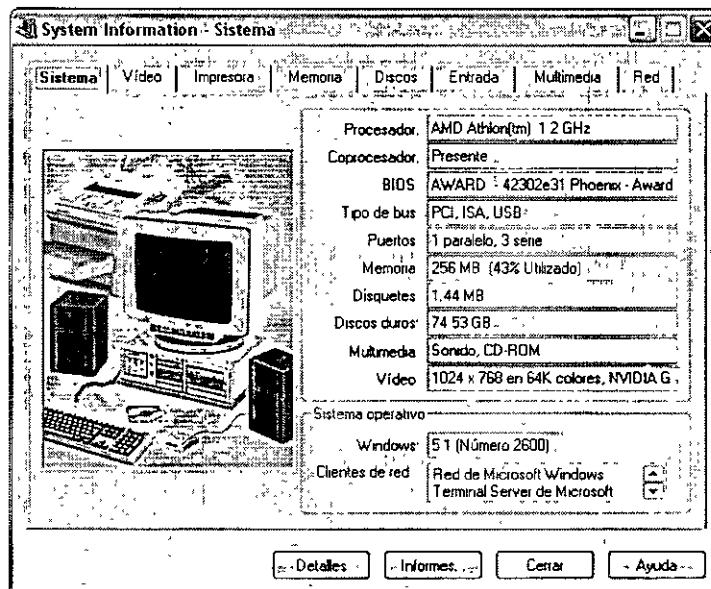 System Information - Sistema
Sistema Vídeo Impresora Memoria Discos Entrada Multimedia Red
Procesador. AMD Athlon(tm) 1 2 GHz
Coprocesador. Presente
BIOS AWARD - 42302e31 Phoenix - Award
Tipo de bus PCI, ISA, USB
Puertos 1 paralelo, 3 serie
Memoria 256 MB (43% Utilizado)
Disquetes 1,44 MB
Discos duros: 74 53 GB
Multimedia Sonido, CD-ROM
Vídeo 1024 x 768 en 64K colores, NVIDIA G
Sistema operativo
Windows: 5 1 (Número 2600)
Clientes de red Red de Microsoft Windows
Terminal Server de Microsoft
Detalles Informes. Cerrar Ayuda